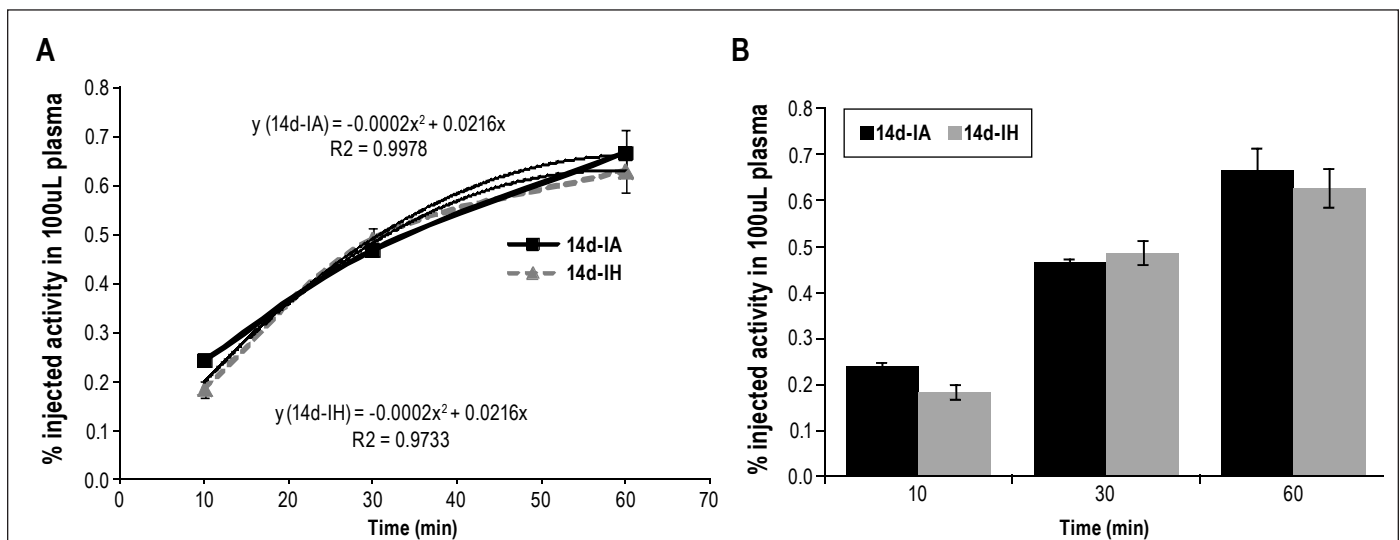 A
% injected activity in 100uL plasma
0.8
0.7
0.6
0.5
0.4
0.3
0.2
0.1
0.0
y (14d-IA) = -0.0002x² + 0.0216x
R2 = 0.9978
14d-IA
14d-IH
y (14d-IH) = -0.0002x² + 0.0216x
R2 = 0.9733
0 10 20 30 40 50 60 70
Time (min)
B
% injected activity in 100uL plasma
0.8
0.7
0.6
0.5
0.4
0.3
0.2
0.1
0.0
14d-IA 14d-IH
10 30 60
Time (min)